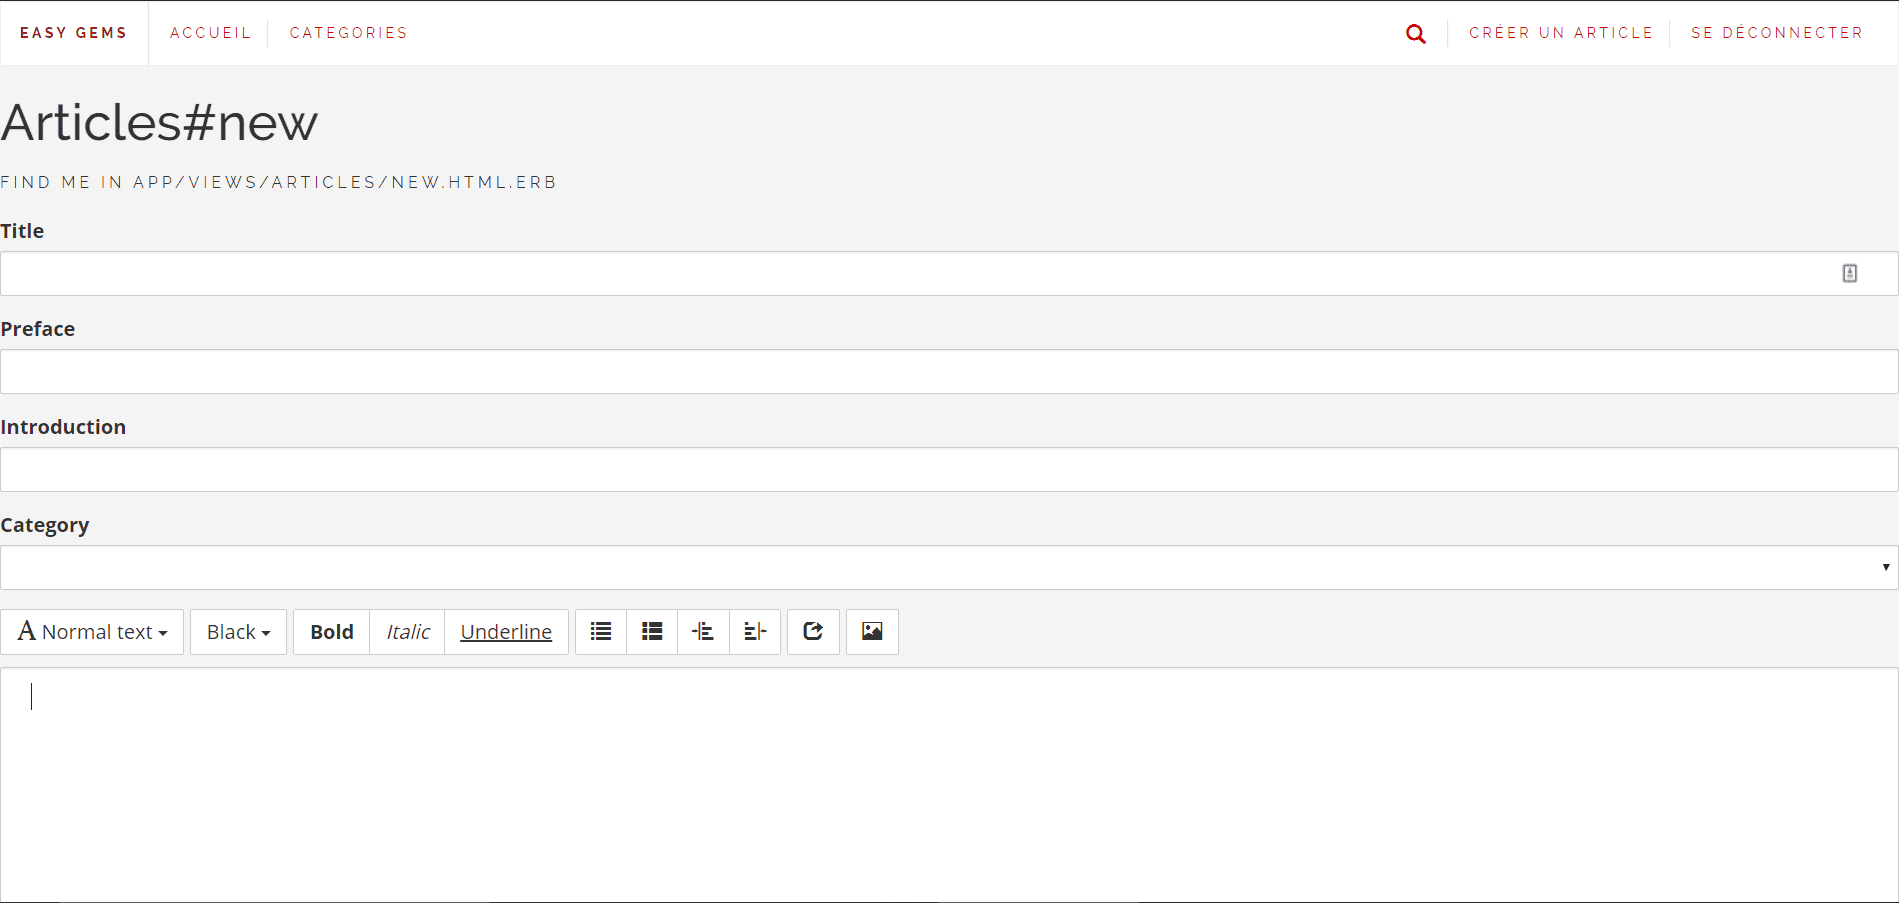 EASY GEMS ACCUEIL CATEGORIES CRÉER UN ARTICLE SE DÉCONNECTER
Articles#new
FIND ME IN APP/VIEWS/ARTICLES/NEW.HTML.ERB
Title
Preface
Introduction
Category
A Normal text Black Bold Italic Underline